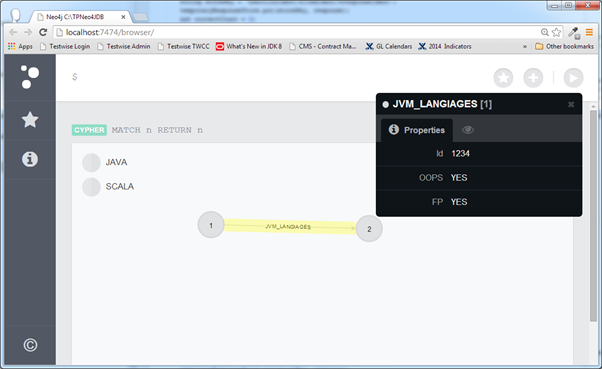 Neo4j C:\TPNeo4JDB
localhost:7474/browser/
Apps Testwise Testwise Admin Testwise TWCC What's New in JDK 8 CMS - Contract Ma... GL Calendars 2014 Indicators » Other bookmarks
$
JVM_LANGIAGES [1]
Properties
Id 1234
OOPS YES
FP YES
CYPHER MATCH n RETURN n
JAVA
SCALA
1 JVM_LANGIAGES 2
©